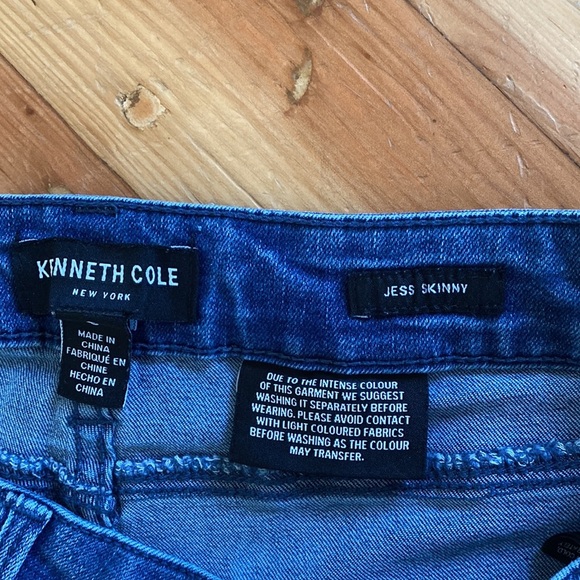 KENNETH COLE
NEW YORK
JESS SKINNY
MADE IN
CHINA
FABRIQUÉ EN
CHINE
HECHO EN
CHINA
DUE TO THE INTENSE COLOUR
OF THIS GARMENT WE SUGGEST
WASHING IT SEPARATELY BEFORE
WEARING. PLEASE AVOID CONTACT
WITH LIGHT COLOURED FABRICS
BEFORE WASHING AS THE COLOUR
MAY TRANSFER.